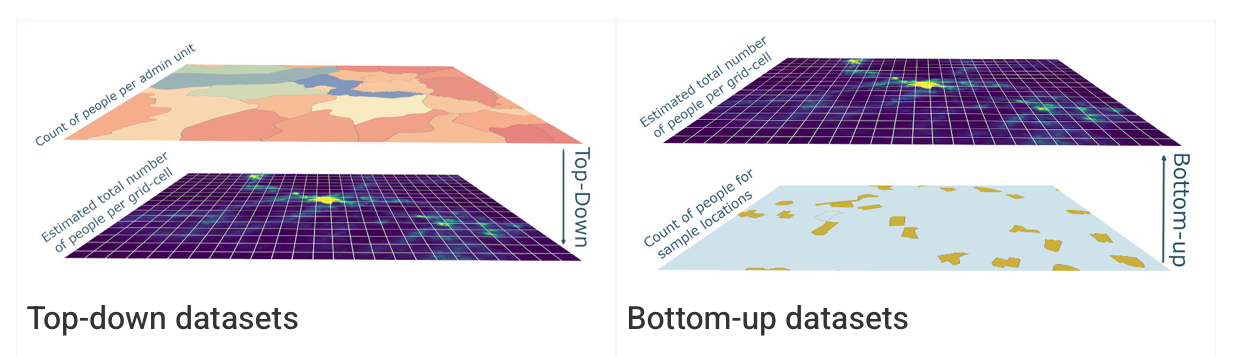 Count of people per admin unit
Estimated total number
of people per grid-cell
Top-Down
Top-down datasets
Estimated total number
of people per grid-cell
Count of people for
sample locations
Bottom-up
Bottom-up datasets